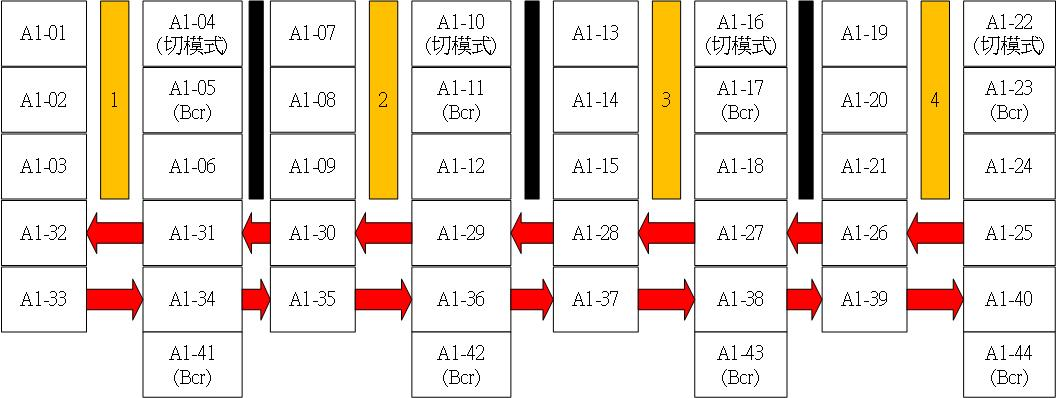 A1-01
1
A1-04
(切模式)
A1-07
2
A1-10
(切模式)
A1-13
3
A1-16
(切模式)
A1-19
4
A1-22
(切模式)
A1-02
A1-05
(Bcr)
A1-08
A1-11
(Bcr)
A1-14
A1-17
(Bcr)
A1-20
A1-23
(Bcr)
A1-03
A1-06
A1-09
A1-12
A1-15
A1-18
A1-21
A1-24
A1-32
A1-31
A1-30
A1-29
A1-28
A1-27
A1-26
A1-25
A1-33
A1-34
A1-35
A1-36
A1-37
A1-38
A1-39
A1-40
A1-41
(Bcr)
A1-42
(Bcr)
A1-43
(Bcr)
A1-44
(Bcr)